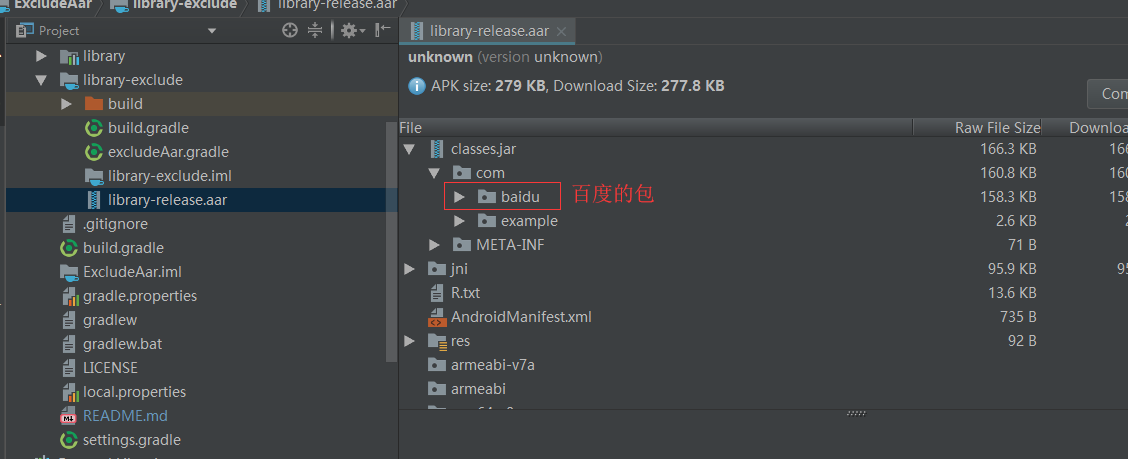 ExcludeAar library-exclude library-release.aar
Project
library
library-exclude
build
build.gradle
excludeAar.gradle
library-exclude.iml
library-release.aar
.gitignore
build.gradle
ExcludeAar.iml
gradle.properties
gradlew
gradlew.bat
LICENSE
local.properties
README.md
settings.gradle
library-release.aar
unknown (version unknown)
APK size: 279 KB, Download Size: 277.8 KB
Com
File Raw File Size Downloa
classes.jar 166.3 KB 166
com 160.8 KB 160
baidu 百度的包 158.3 KB 158
example 2.6 KB 2
META-INF 71 B
jni 95.9 KB 95
R.txt 13.6 KB
AndroidManifest.xml 735 B
res 92 B
armeabi-v7a
armeabi